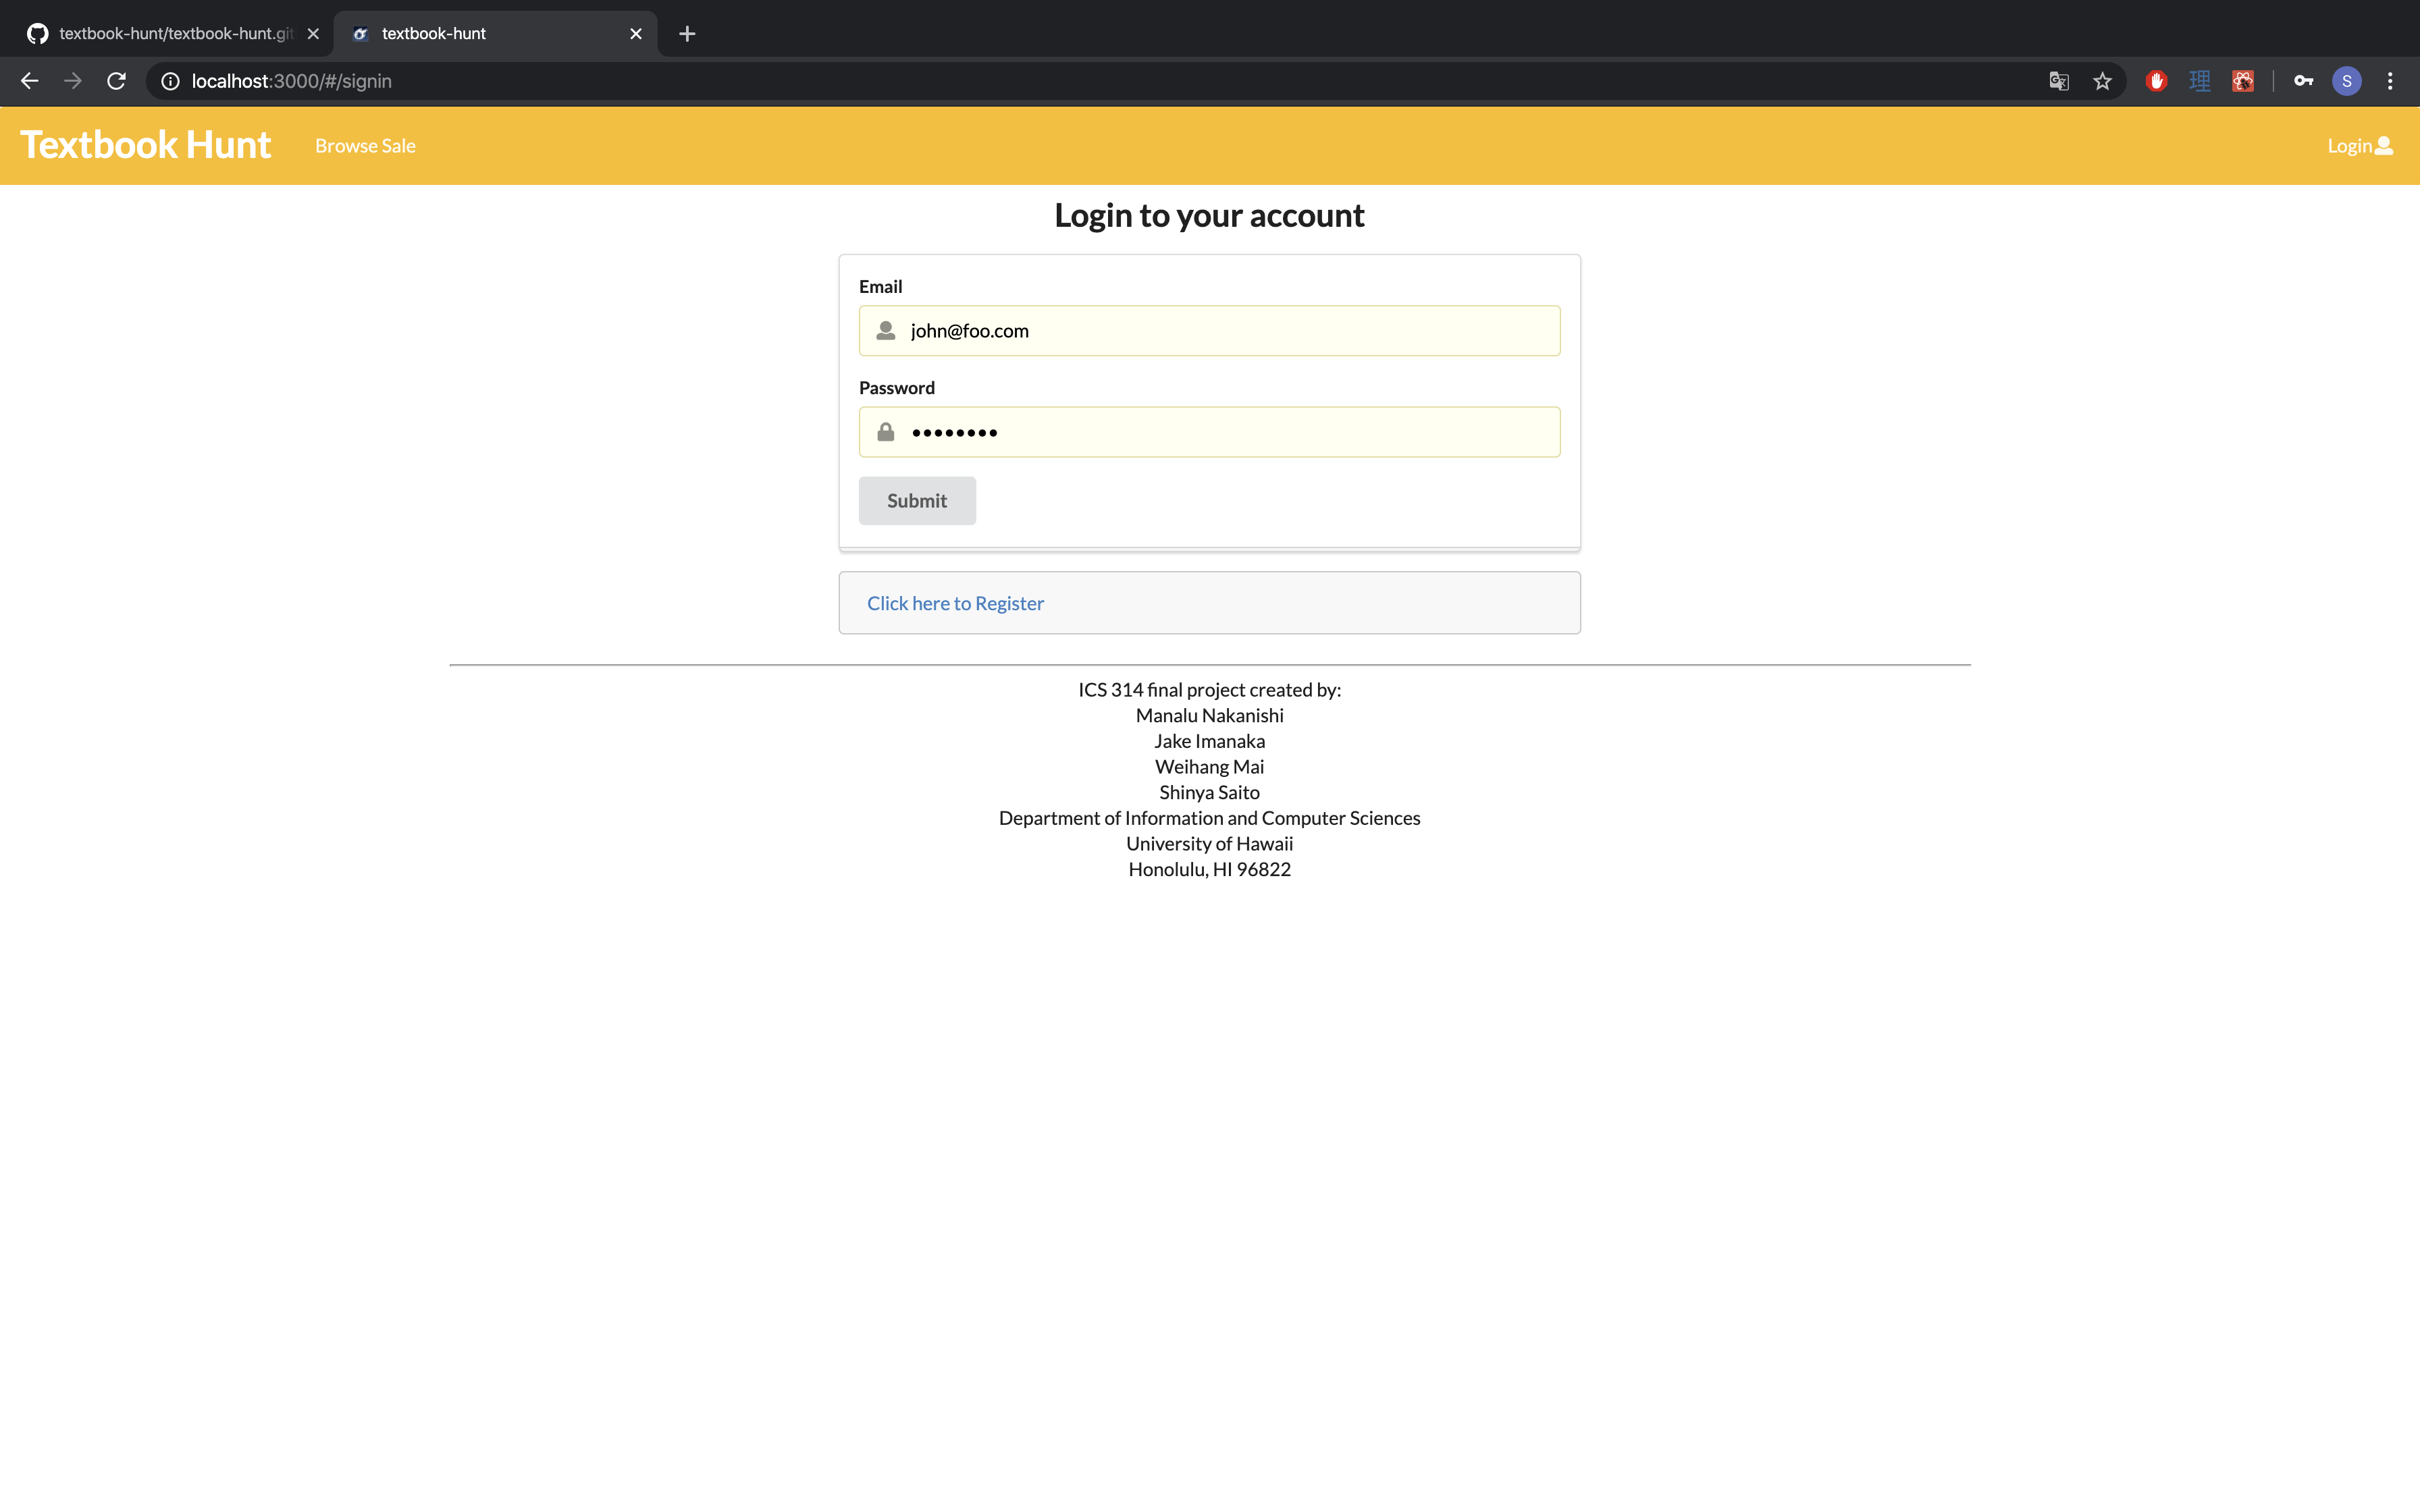 textbook-hunt/textbook-hunt.git
textbook-hunt
localhost:3000/#/signin
理
S
Textbook Hunt
Browse Sale
Login
Login to your account
Email
john@foo.com
Password
Submit
Click here to Register
ICS 314 final project created by:
Manalu Nakanishi
Jake Imanaka
Weihang Mai
Shinya Saito
Department of Information and Computer Sciences
University of Hawaii
Honolulu, HI 96822